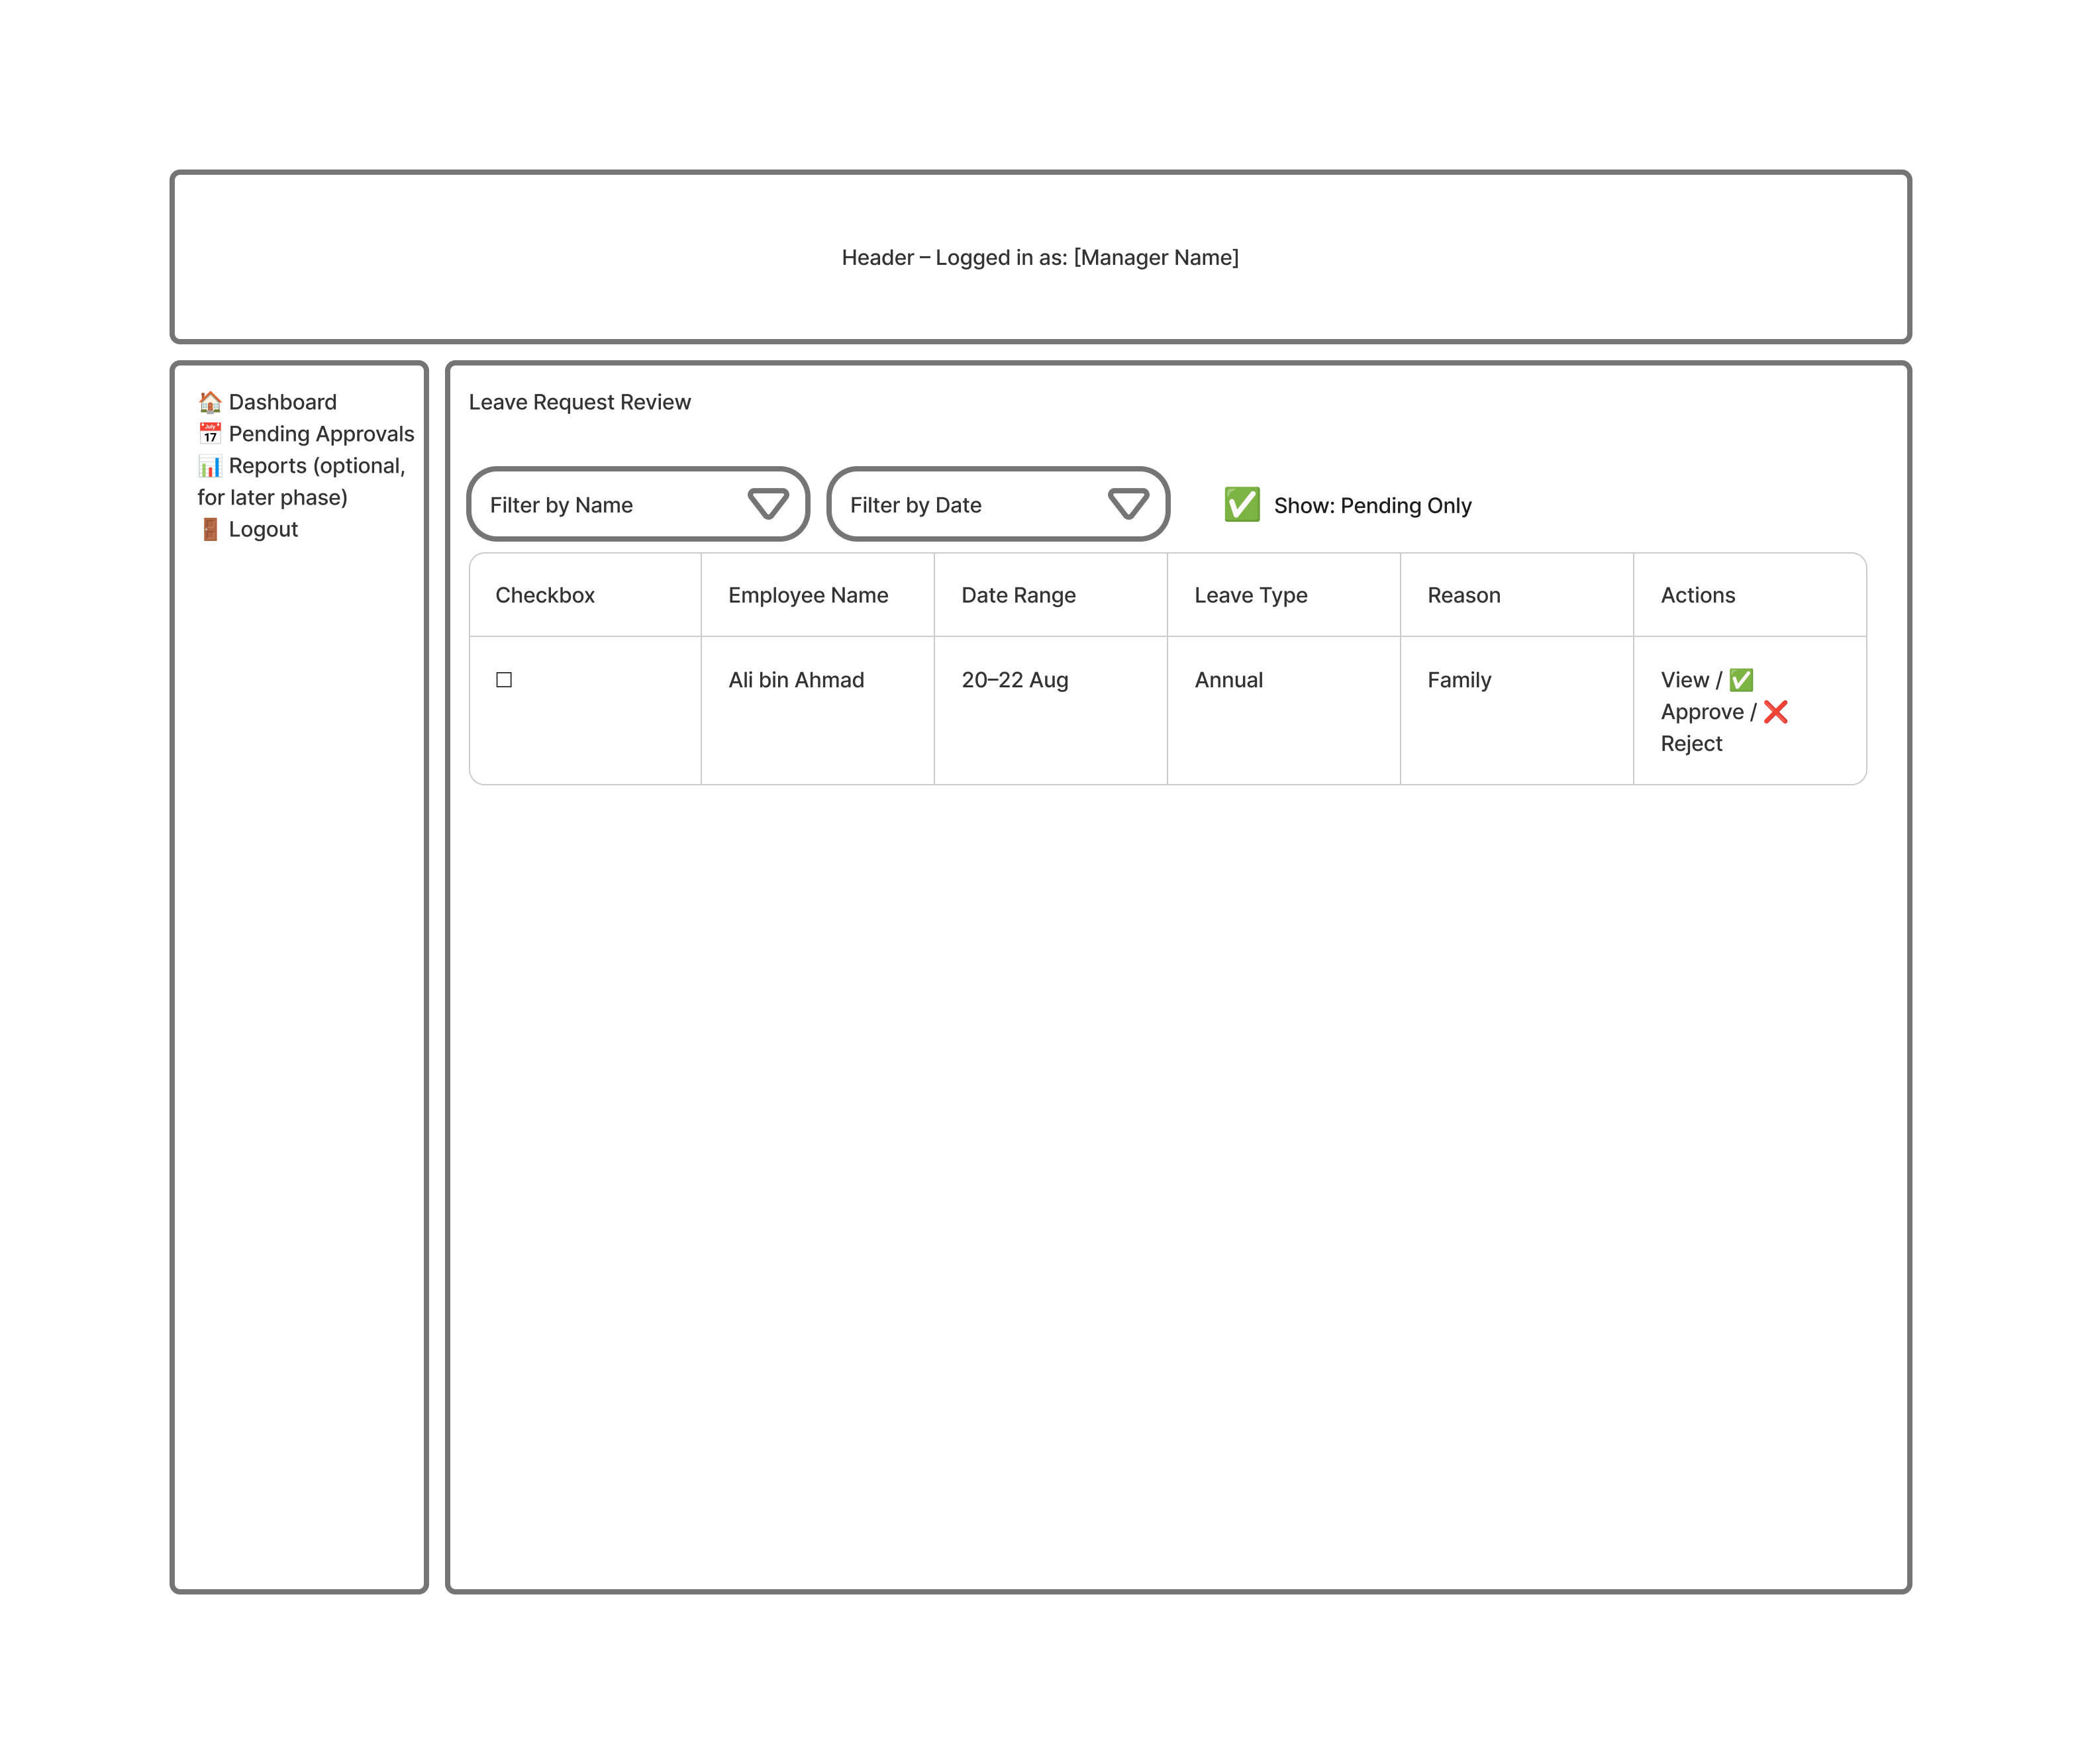 Header – Logged in as: [Manager Name]
🏠 Dashboard
📅 Pending Approvals
📊 Reports (optional,
for later phase)
🚪 Logout
Leave Request Review
Filter by Name
Filter by Date
✅ Show: Pending Only
Checkbox
Employee Name
Date Range
Leave Type
Reason
Actions
☐
Ali bin Ahmad
20–22 Aug
Annual
Family
View / ✅
Approve / ❌
Reject